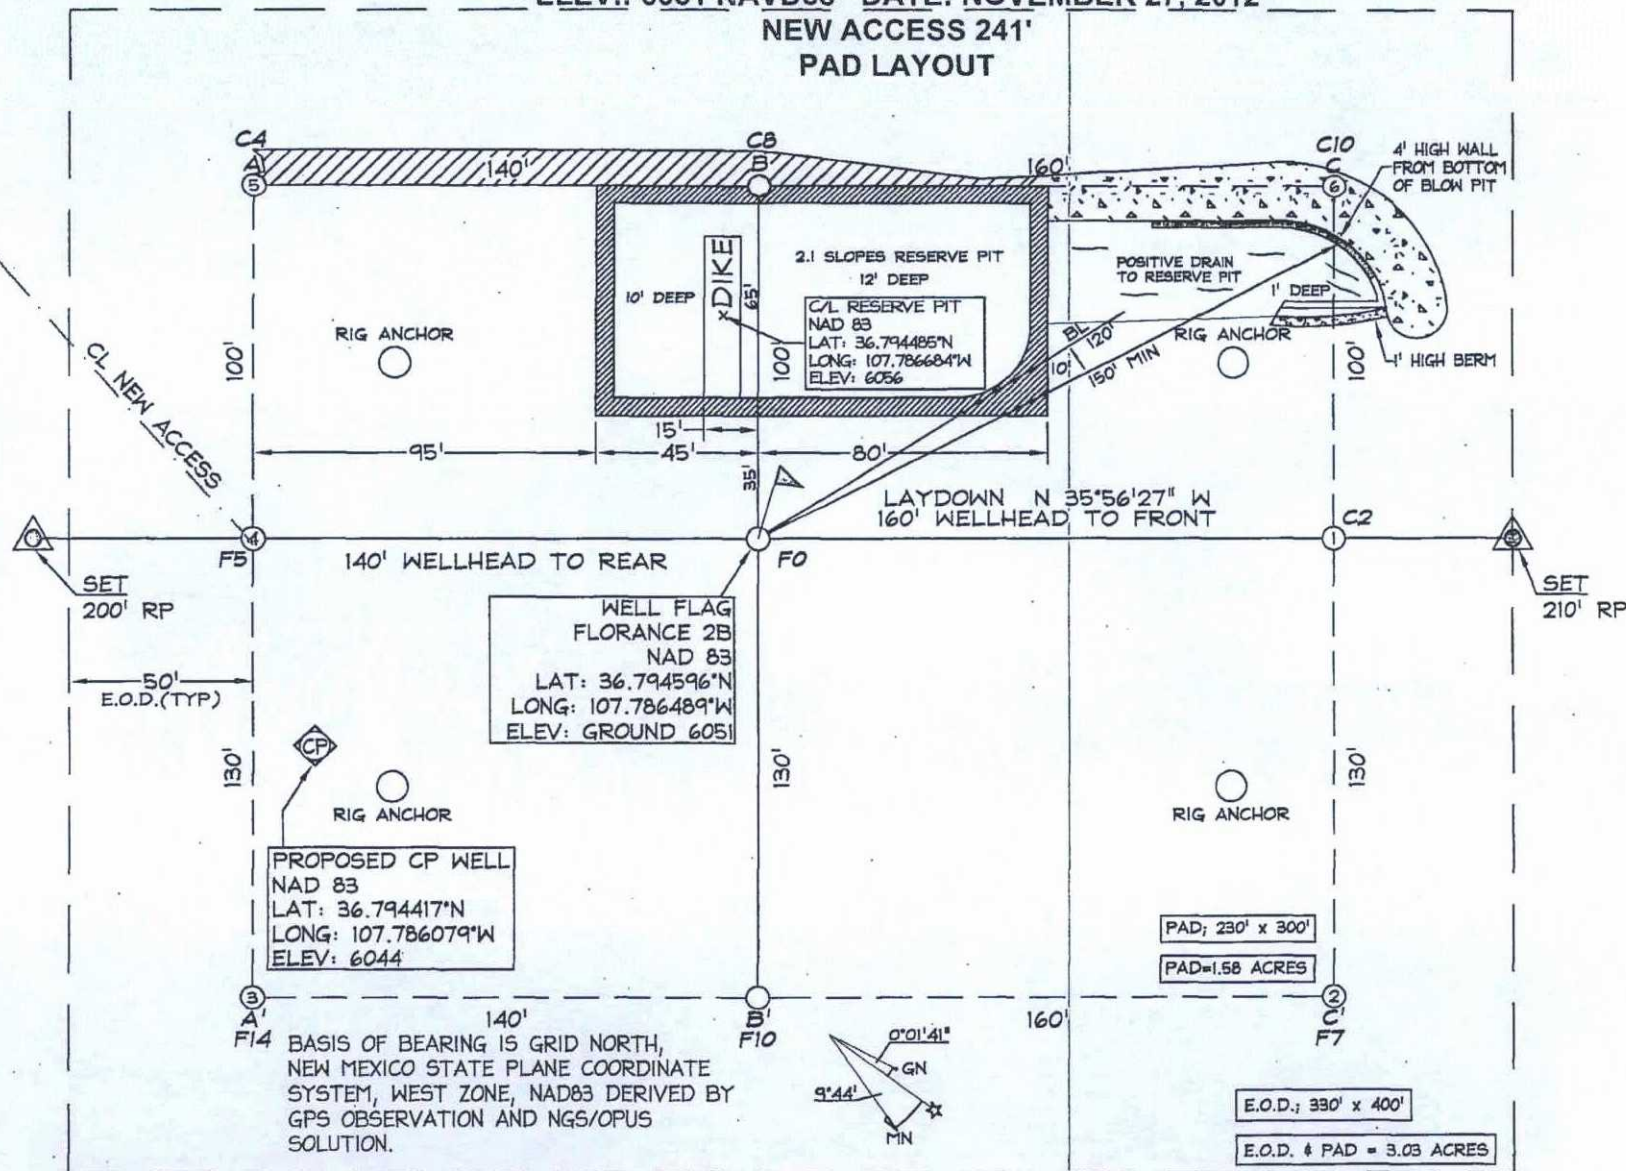 ELEV.: 6051 NAVD88 DATE: NOVEMBER 27, 2012
NEW ACCESS 241'
PAD LAYOUT
C4
A
5
140'
C8
B
160'
C10
C
6
4' HIGH WALL
FROM BOTTOM
OF BLOW PIT
2.1 SLOPES RESERVE PIT
12' DEEP
10' DEEP
DIKE
x
65'
C/L RESERVE PIT
NAD 83
LAT: 36.794485°N
LONG: 107.786684°W
ELEV: 6056
POSITIVE DRAIN
TO RESERVE PIT
1' DEEP
1' HIGH BERM
RIG ANCHOR
RIG ANCHOR
BL
120'
10'
150' MIN
100'
100'
100'
CL NEW ACCESS
15'
95'
45'
80'
35'
LAYDOWN N 35°56'27" W
160' WELLHEAD TO FRONT
C2
4
F5
140' WELLHEAD TO REAR
F0
1
SET
200' RP
SET
210' RP
WELL FLAG
FLORANCE 2B
NAD 83
LAT: 36.794596°N
LONG: 107.786489°W
ELEV: GROUND 6051
50'
E.O.D.(TYP)
CP
130'
130'
130'
RIG ANCHOR
RIG ANCHOR
PROPOSED CP WELL
NAD 83
LAT: 36.794417°N
LONG: 107.786079°W
ELEV: 6044
PAD; 230' x 300'
PAD=1.58 ACRES
3
A'
F14
140'
B'
F10
160'
2
C'
F7
BASIS OF BEARING IS GRID NORTH,
NEW MEXICO STATE PLANE COORDINATE
SYSTEM, WEST ZONE, NAD83 DERIVED BY
GPS OBSERVATION AND NGS/OPUS
SOLUTION.
0°01'41"
GN
9°44'
MN
E.O.D.; 330' x 400'
E.O.D. & PAD = 3.03 ACRES